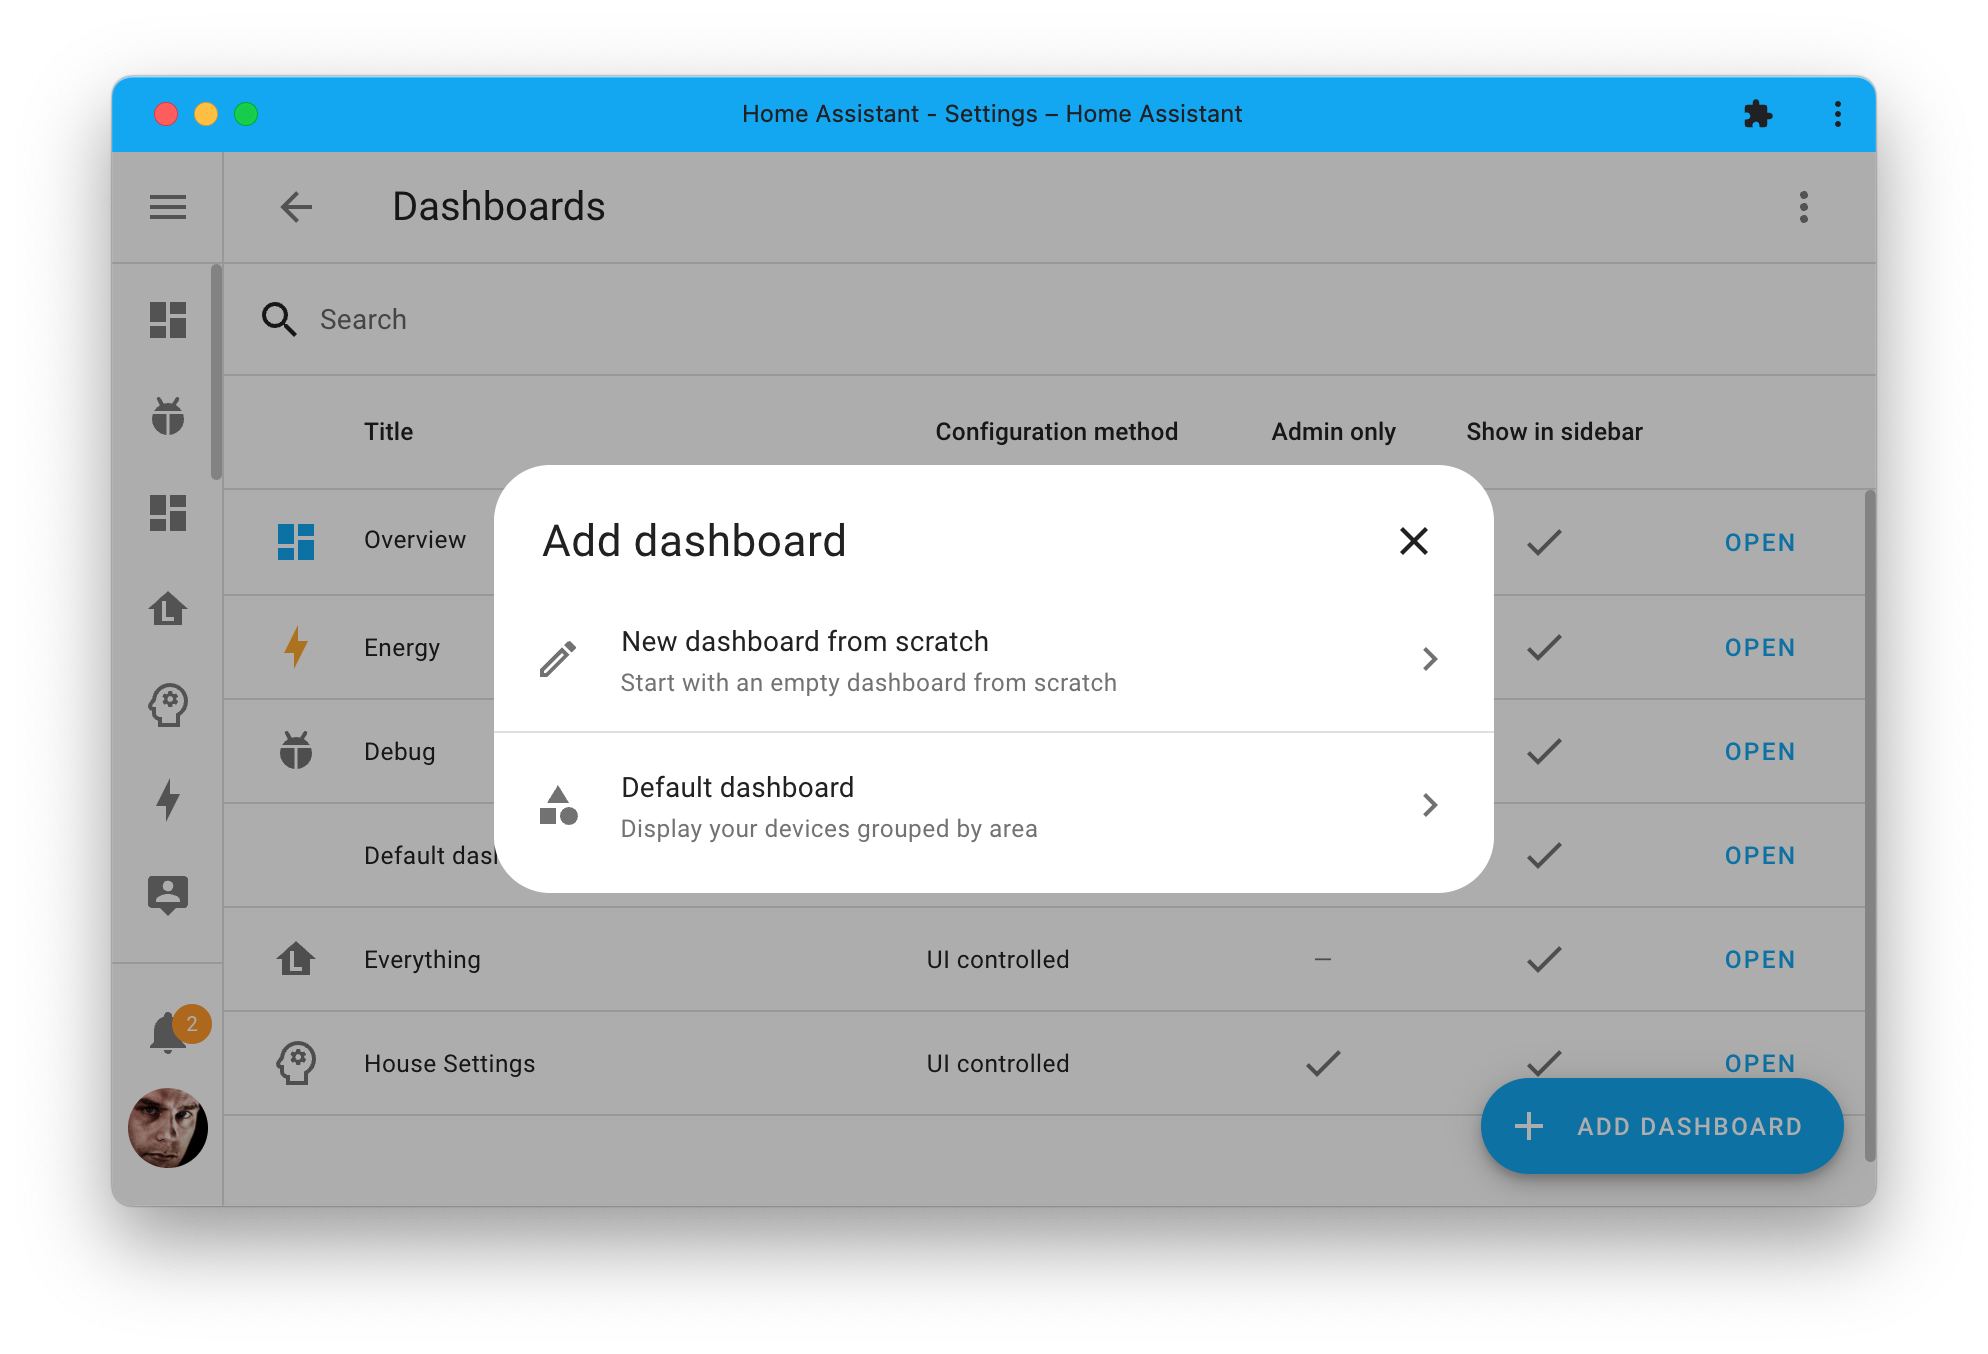 Home Assistant - Settings – Home Assistant
Dashboards
Search
Title Configuration method Admin only Show in sidebar
Add dashboard
Overview OPEN
New dashboard from scratch
Energy OPEN
Start with an empty dashboard from scratch
Debug OPEN
Default dashboard
Display your devices grouped by area
Default OPEN
Everything UI controlled – OPEN
2
House Settings UI controlled OPEN
ADD DASHBOARD